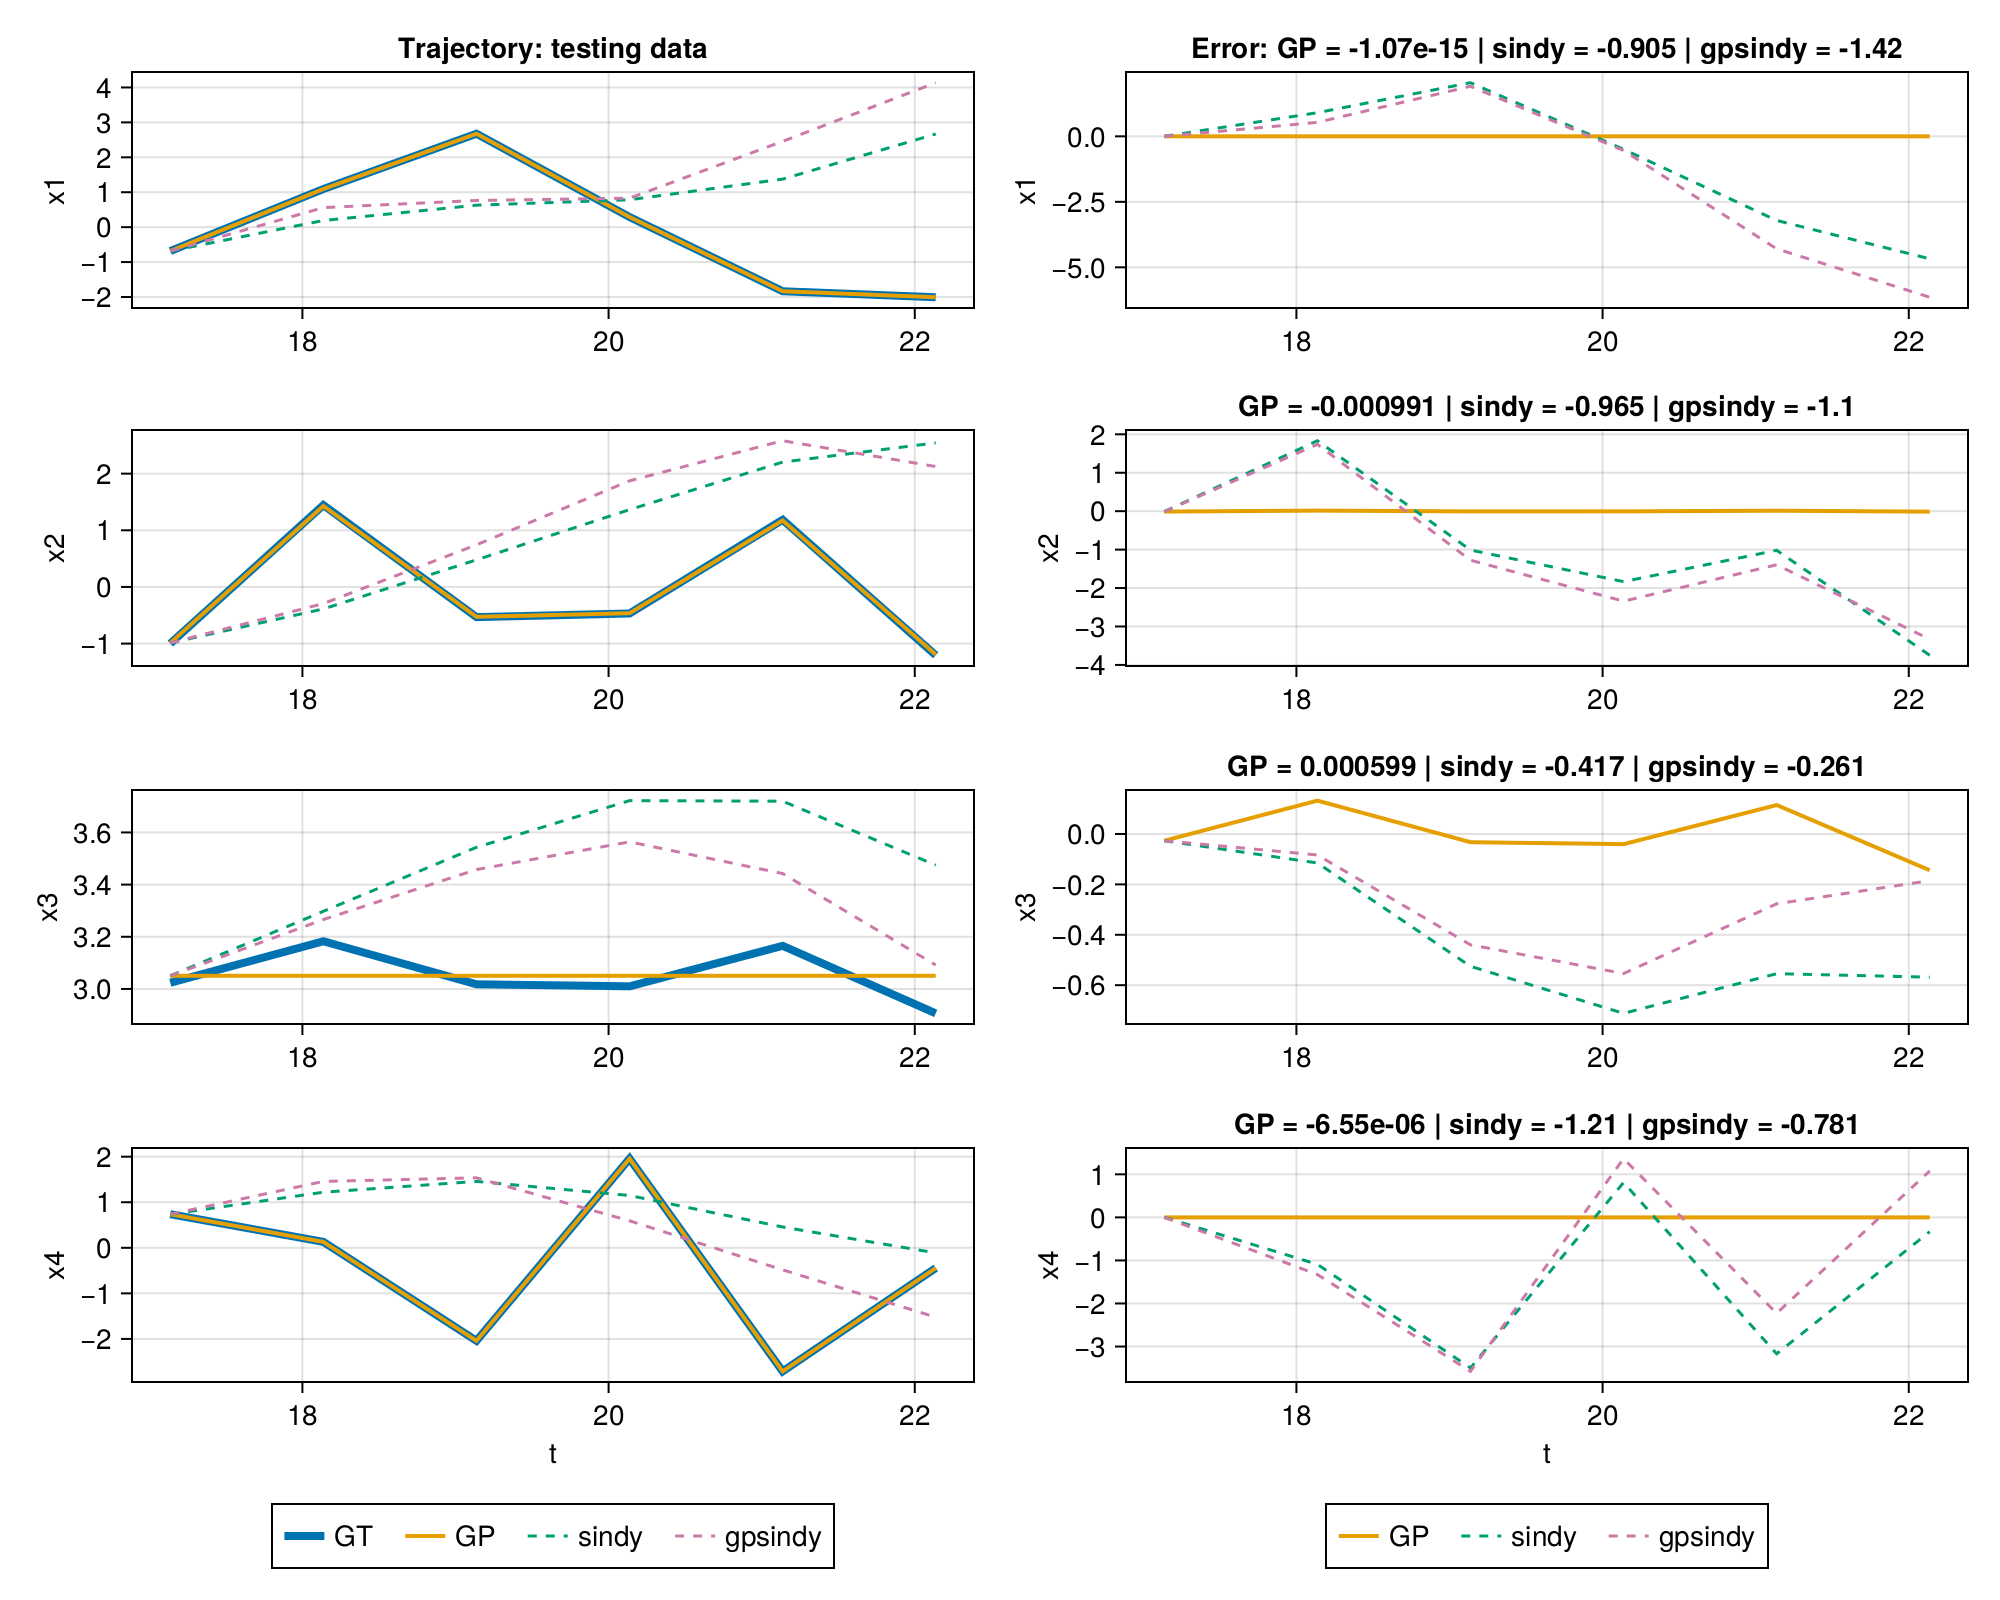 Trajectory: testing data
x1
4
3
2
1
0
−1
−2
18 20 22
Error: GP = -1.07e-15 | sindy = -0.905 | gpsindy = -1.42
x1
0.0
−2.5
−5.0
18 20 22
x2
2
1
0
−1
18 20 22
GP = -0.000991 | sindy = -0.965 | gpsindy = -1.1
x2
2
1
0
−1
−2
−3
−4
18 20 22
x3
3.6
3.4
3.2
3.0
18 20 22
GP = 0.000599 | sindy = -0.417 | gpsindy = -0.261
x3
0.0
−0.2
−0.4
−0.6
18 20 22
x4
2
1
0
−1
−2
18 20 22
t
GP = -6.55e-06 | sindy = -1.21 | gpsindy = -0.781
x4
1
0
−1
−2
−3
18 20 22
t
GT GP sindy gpsindy
GP sindy gpsindy